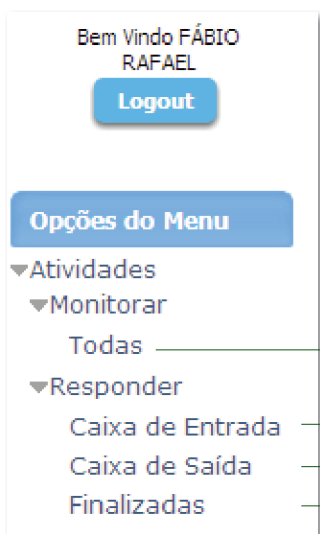 Bem Vindo FÁBIO
RAFAEL
Logout
Opções do Menu
Atividades
Monitorar
Todas
Responder
Caixa de Entrada
Caixa de Saída
Finalizadas